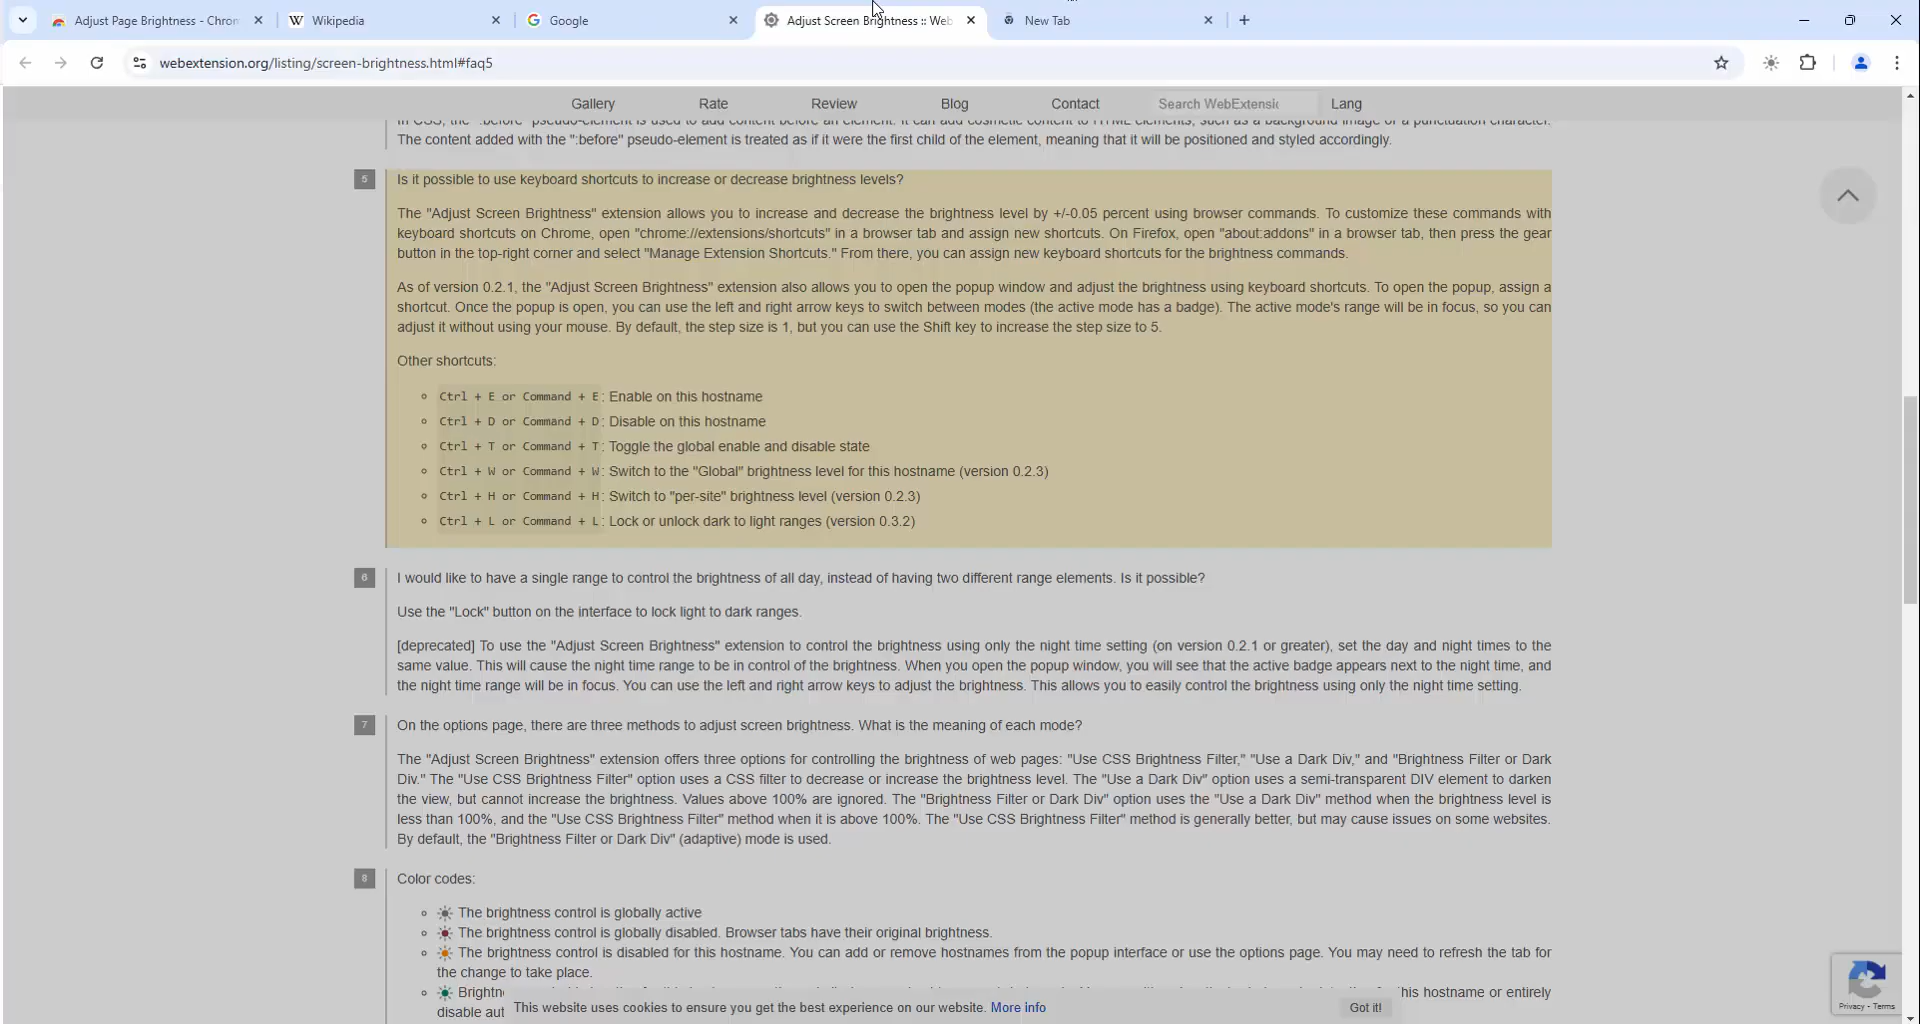 Adjust Page Brightness - Chrom
Wikipedia
Google
Adjust Screen Brightness :: Web
New Tab
webextension.org/listing/screen-brightness.html#faq5
Gallery
Rate
Review
Blog
Contact
Search WebExtensic
Lang
In CSS, the ":before" pseudo-element is used to add content before an element. It can add cosmetic content to HTML elements, such as a background image or a punctuation character.
The content added with the ":before" pseudo-element is treated as if it were the first child of the element, meaning that it will be positioned and styled accordingly.
5
Is it possible to use keyboard shortcuts to increase or decrease brightness levels?
The "Adjust Screen Brightness" extension allows you to increase and decrease the brightness level by +/-0.05 percent using browser commands. To customize these commands with
keyboard shortcuts on Chrome, open "chrome://extensions/shortcuts" in a browser tab and assign new shortcuts. On Firefox, open "about:addons" in a browser tab, then press the gear
button in the top-right corner and select "Manage Extension Shortcuts." From there, you can assign new keyboard shortcuts for the brightness commands.
As of version 0.2.1, the "Adjust Screen Brightness" extension also allows you to open the popup window and adjust the brightness using keyboard shortcuts. To open the popup, assign a
shortcut. Once the popup is open, you can use the left and right arrow keys to switch between modes (the active mode has a badge). The active mode's range will be in focus, so you can
adjust it without using your mouse. By default, the step size is 1, but you can use the Shift key to increase the step size to 5.
Other shortcuts:
Ctrl + E or Command + E: Enable on this hostname
Ctrl + D or Command + D: Disable on this hostname
Ctrl + T or Command + T: Toggle the global enable and disable state
Ctrl + W or Command + W: Switch to the "Global" brightness level for this hostname (version 0.2.3)
Ctrl + H or Command + H: Switch to "per-site" brightness level (version 0.2.3)
Ctrl + L or Command + L: Lock or unlock dark to light ranges (version 0.3.2)
6
I would like to have a single range to control the brightness of all day, instead of having two different range elements. Is it possible?
Use the "Lock" button on the interface to lock light to dark ranges.
[deprecated] To use the "Adjust Screen Brightness" extension to control the brightness using only the night time setting (on version 0.2.1 or greater), set the day and night times to the
same value. This will cause the night time range to be in control of the brightness. When you open the popup window, you will see that the active badge appears next to the night time, and
the night time range will be in focus. You can use the left and right arrow keys to adjust the brightness. This allows you to easily control the brightness using only the night time setting.
7
On the options page, there are three methods to adjust screen brightness. What is the meaning of each mode?
The "Adjust Screen Brightness" extension offers three options for controlling the brightness of web pages: "Use CSS Brightness Filter," "Use a Dark Div," and "Brightness Filter or Dark
Div." The "Use CSS Brightness Filter" option uses a CSS filter to decrease or increase the brightness level. The "Use a Dark Div" option uses a semi-transparent DIV element to darken
the view, but cannot increase the brightness. Values above 100% are ignored. The "Brightness Filter or Dark Div" option uses the "Use a Dark Div" method when the brightness level is
less than 100%, and the "Use CSS Brightness Filter" method when it is above 100%. The "Use CSS Brightness Filter" method is generally better, but may cause issues on some websites.
By default, the "Brightness Filter or Dark Div" (adaptive) mode is used.
8
Color codes:
The brightness control is globally active
The brightness control is globally disabled. Browser tabs have their original brightness.
The brightness control is disabled for this hostname. You can add or remove hostnames from the popup interface or use the options page. You may need to refresh the tab for
the change to take place.
Brightn
his hostname or entirely
disable aut
This website uses cookies to ensure you get the best experience on our website. More info
Got it!
Privacy - Terms